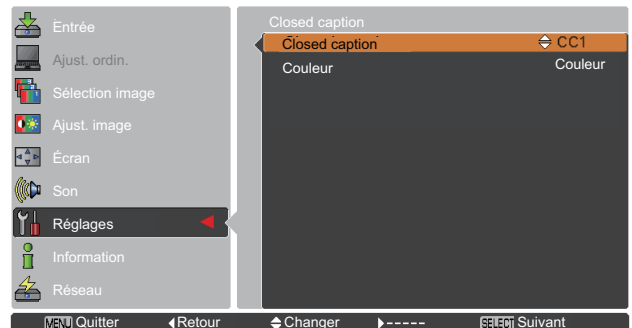 Entrée
Ajust. ordin.
Sélection image
Ajust. image
Écran
Son
Réglages
Information
Réseau
Closed caption
Closed caption CC1
Couleur Couleur
MENU Quitter Retour Changer ----- SELECT Suivant